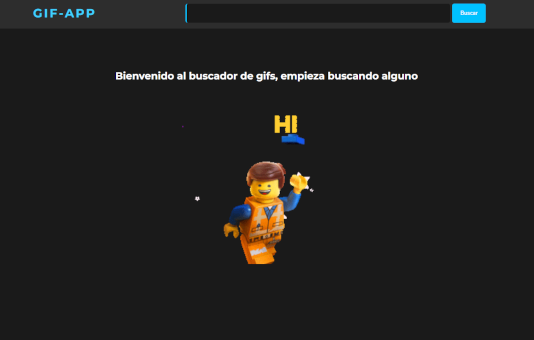 GIF-APP
Buscar
Bienvenido al buscador de gifs, empieza buscando alguno
HI